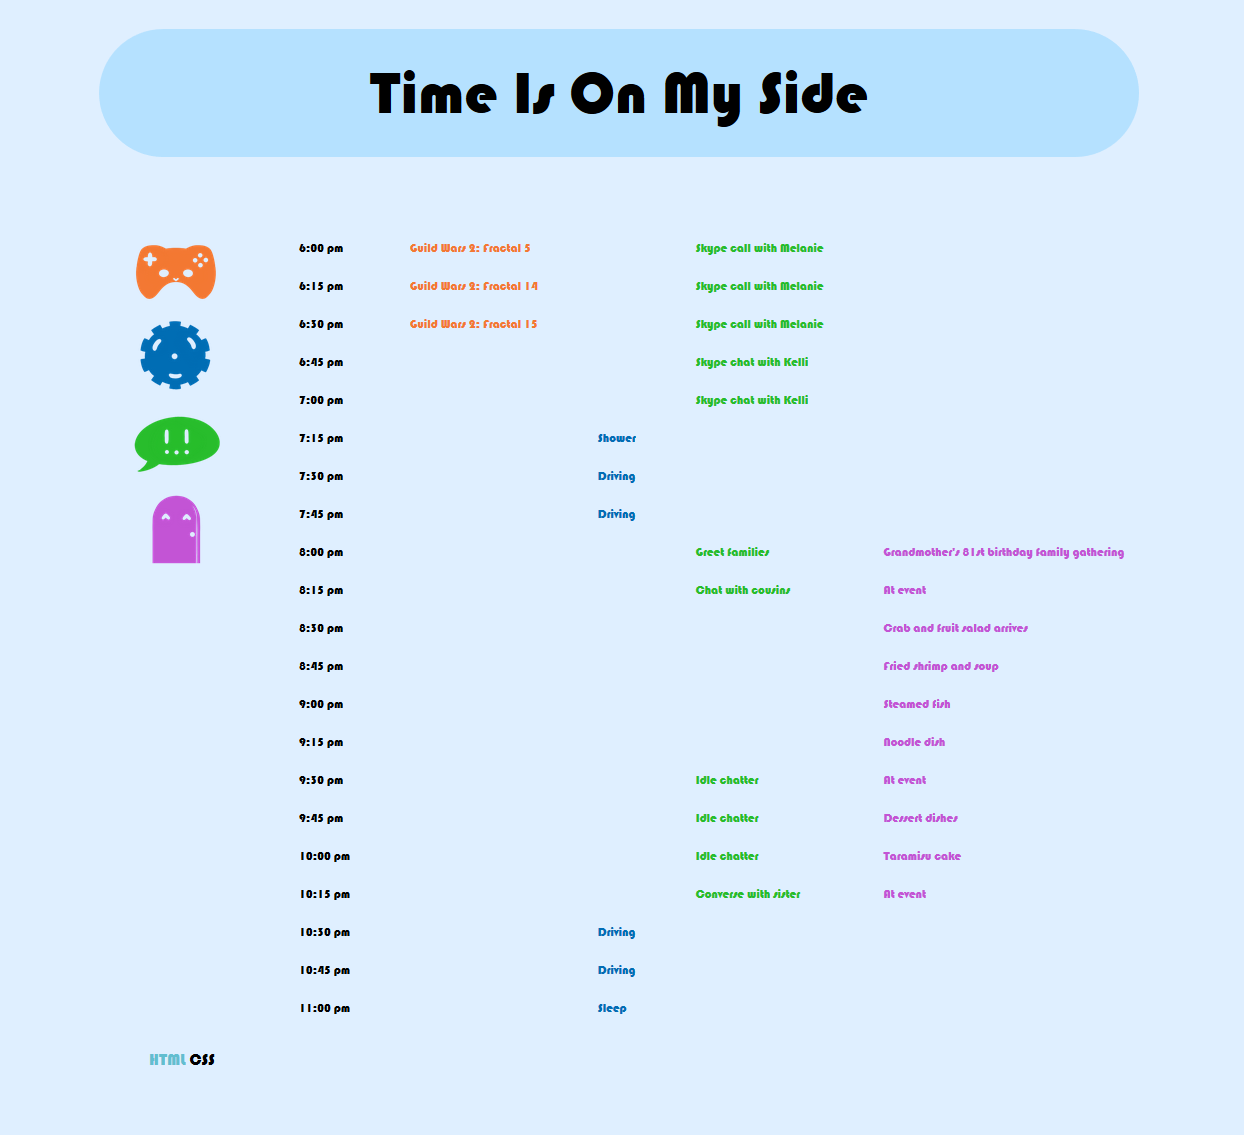 Time Is On My Side
6:00 pm Guild Wars 2: Fractal 5 Skype call with Melanie
6:15 pm Guild Wars 2: Fractal 14 Skype call with Melanie
6:30 pm Guild Wars 2: Fractal 15 Skype call with Melanie
6:45 pm Skype chat with Kelli
7:00 pm Skype chat with Kelli
7:15 pm Shower
7:30 pm Driving
7:45 pm Driving
8:00 pm Greet families Grandmother's 81st birthday family gathering
8:15 pm Chat with cousins At event
8:30 pm Crab and fruit salad arrives
8:45 pm Fried shrimp and soup
9:00 pm Steamed fish
9:15 pm Noodle dish
9:30 pm Idle chatter At event
9:45 pm Idle chatter Dessert dishes
10:00 pm Idle chatter Taramisu cake
10:15 pm Converse with sister At event
10:30 pm Driving
10:45 pm Driving
11:00 pm Sleep
HTML CSS